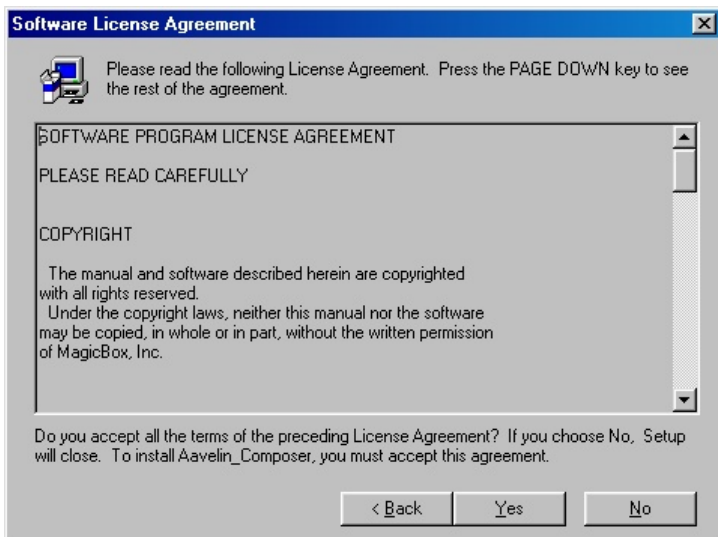 Software License Agreement
Please read the following License Agreement. Press the PAGE DOWN key to see
the rest of the agreement.
SOFTWARE PROGRAM LICENSE AGREEMENT
PLEASE READ CAREFULLY
COPYRIGHT
The manual and software described herein are copyrighted
with all rights reserved.
Under the copyright laws, neither this manual nor the software
may be copied, in whole or in part, without the written permission
of MagicBox, Inc.
Do you accept all the terms of the preceding License Agreement? If you choose No, Setup
will close. To install Aavelin_Composer, you must accept this agreement.
< Back
Yes
No